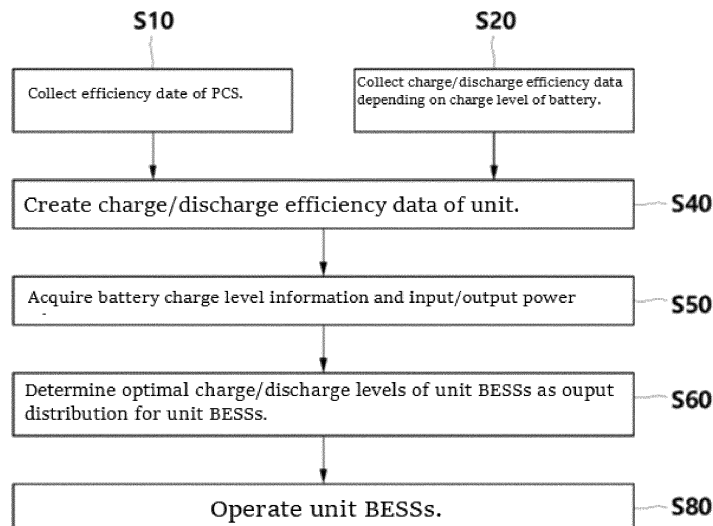 S10
S20
Collect efficiency date of PCS.
Collect charge/discharge efficiency data
depending on charge level of battery.
Create charge/discharge efficiency data of unit.
S40
Acquire battery charge level information and input/output power
S50
Determine optimal charge/discharge levels of unit BESSs as ouput
distribution for unit BESSs.
S60
Operate unit BESSs.
S80